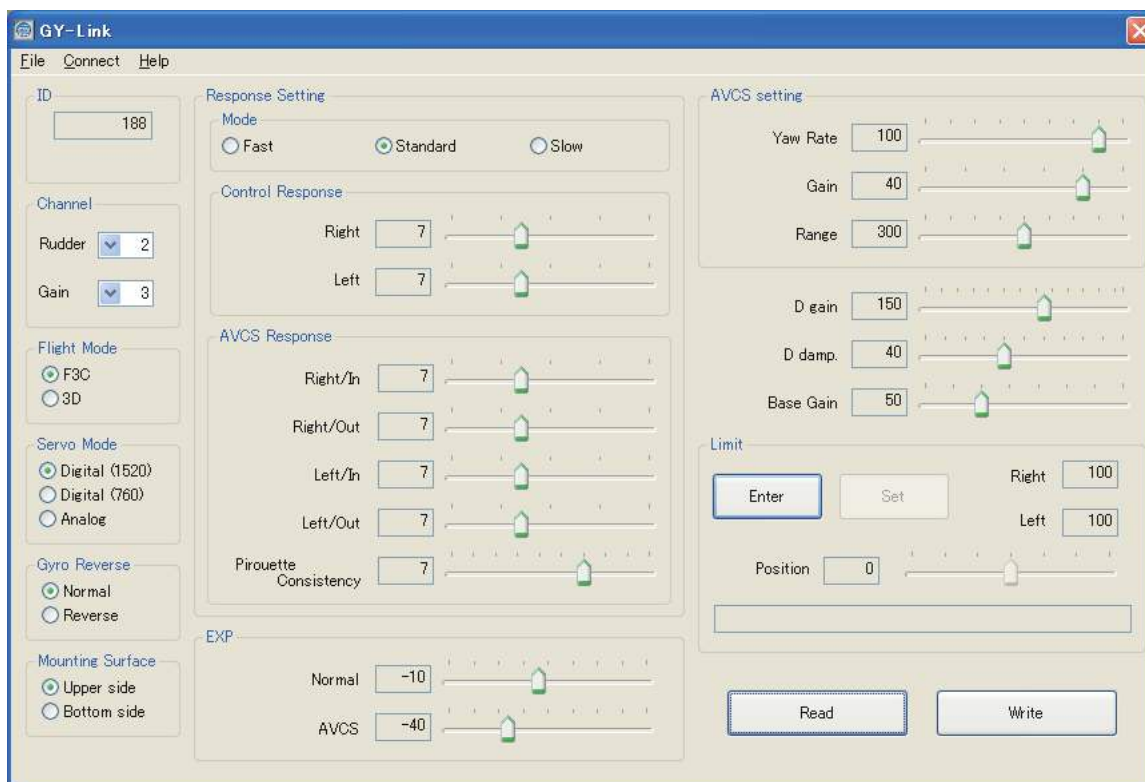 GY-Link
File Connect Help
ID
188
Channel
Rudder 2
Gain 3
Flight Mode
F3C
3D
Servo Mode
Digital (1520)
Digital (760)
Analog
Gyro Reverse
Normal
Reverse
Mounting Surface
Upper side
Bottom side
Response Setting
Mode
Fast Standard Slow
Control Response
Right 7
Left 7
AVCS Response
Right/In 7
Right/Out 7
Left/In 7
Left/Out 7
Pirouette
Consistency 7
EXP
Normal -10
AVCS -40
AVCS setting
Yaw Rate 100
Gain 40
Range 300
D gain 150
D damp. 40
Base Gain 50
Limit
Enter Set
Right 100
Left 100
Position 0
Read Write